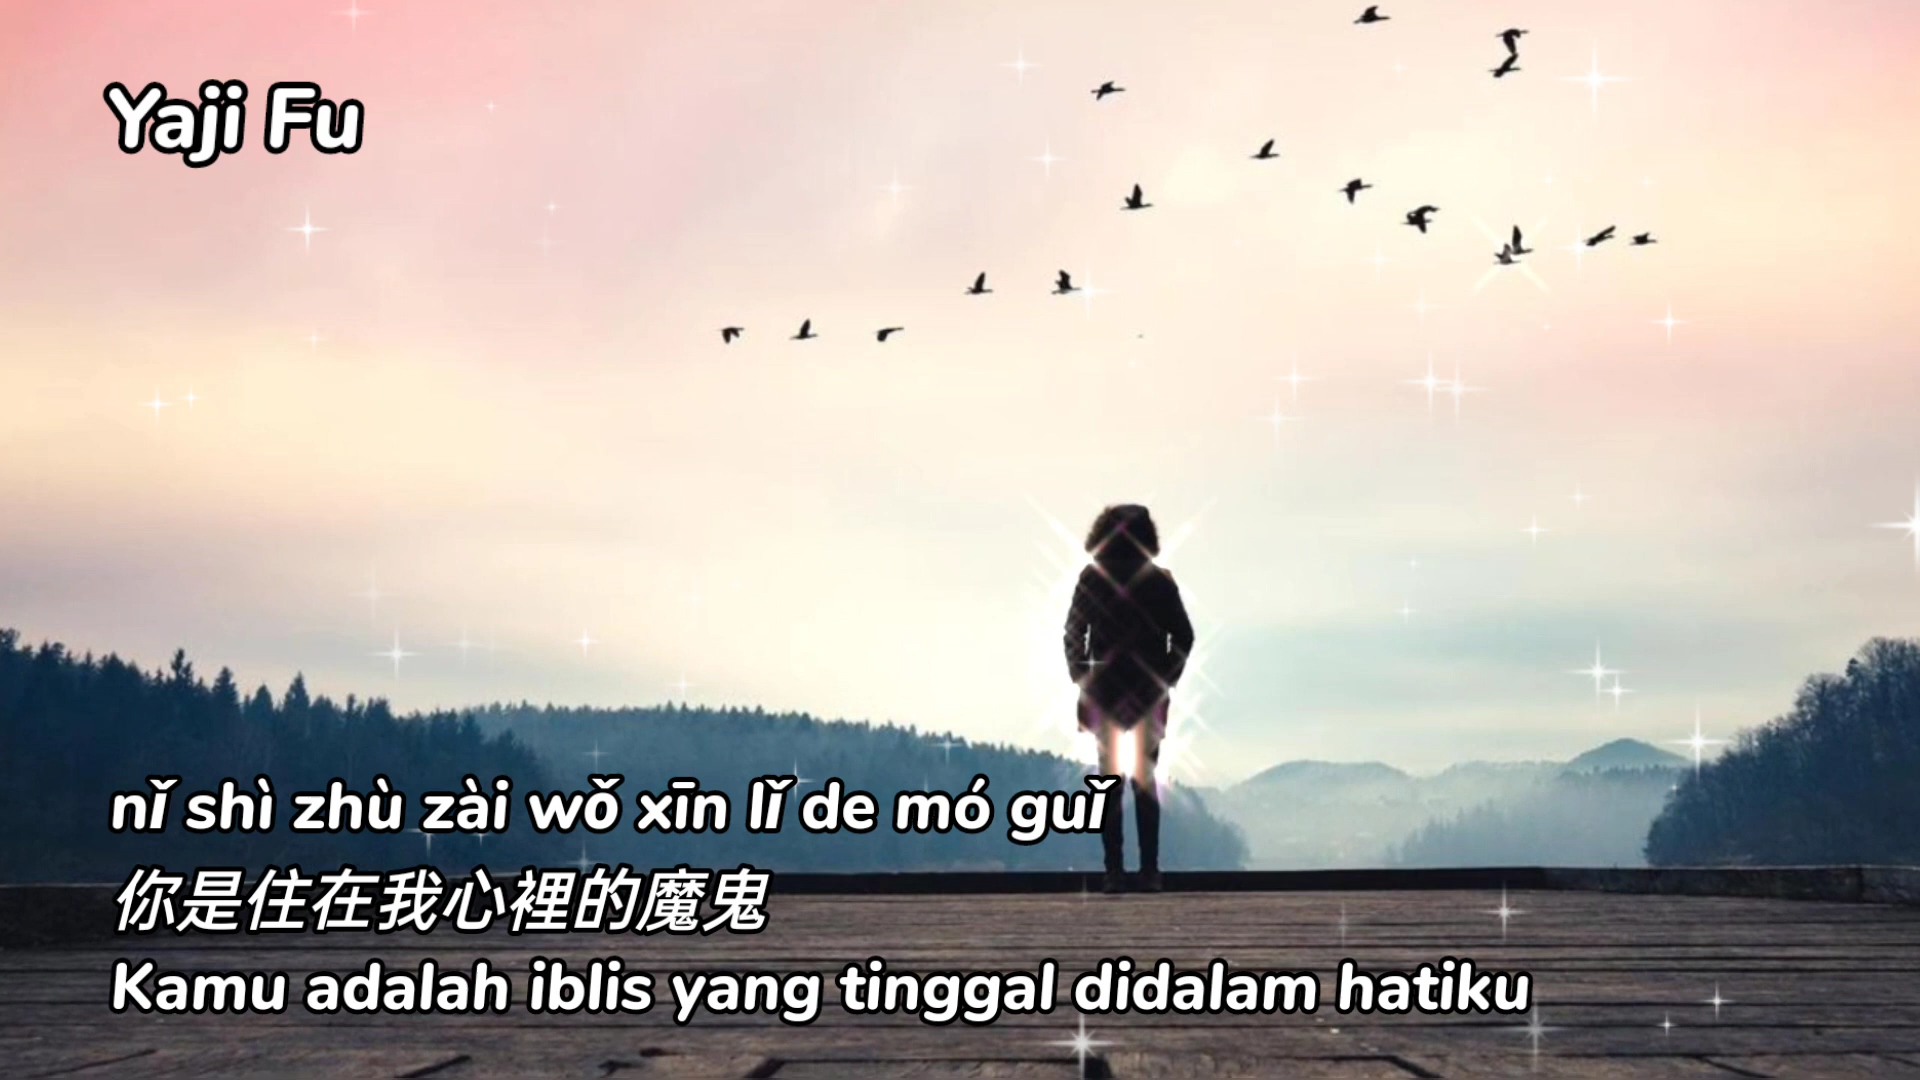 Yaji Fu
nǐ shì zhù zài wǒ xīn lǐ de mó guǐ
你是住在我心裡的魔鬼
Kamu adalah iblis yang tinggal didalam hatiku